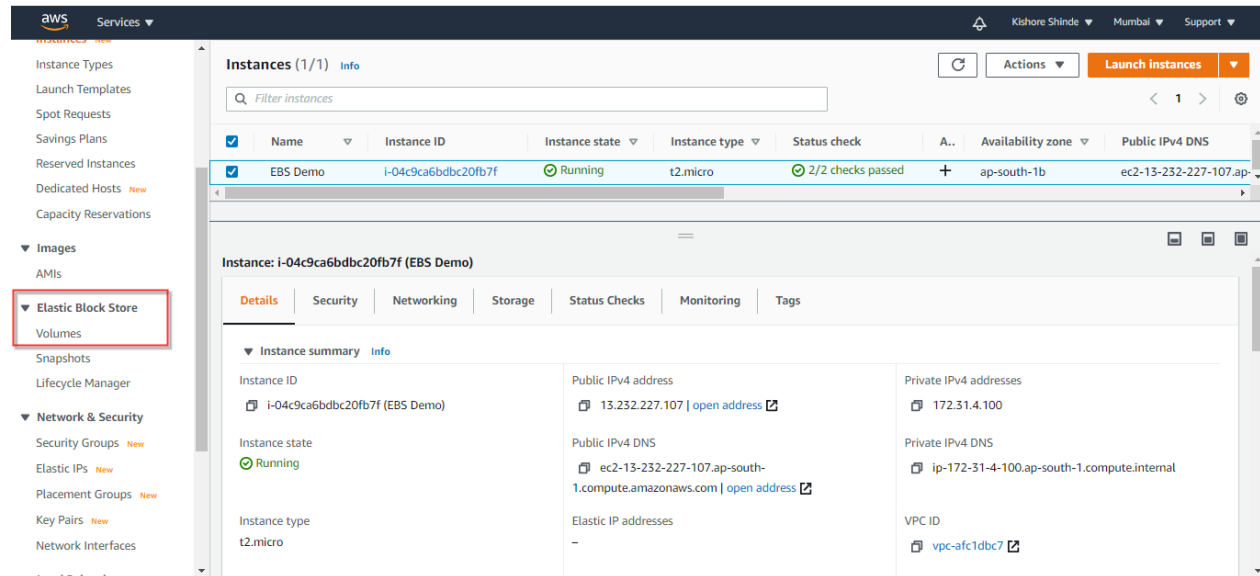 aws Services Kishore Shinde Mumbai Support
Instances New
Instance Types
Launch Templates
Spot Requests
Savings Plans
Reserved Instances
Dedicated Hosts New
Capacity Reservations
Images
AMIs
Elastic Block Store
Volumes
Snapshots
Lifecycle Manager
Network & Security
Security Groups New
Elastic IPs New
Placement Groups New
Key Pairs New
Network Interfaces
Instances (1/1) Info
Actions
Launch instances
Filter instances
1
Name Instance ID Instance state Instance type Status check A.. Availability zone Public IPv4 DNS
EBS Demo i-04c9ca6bdbc20fb7f Running t2.micro 2/2 checks passed + ap-south-1b ec2-13-232-227-107.ap-
Instance: i-04c9ca6bdbc20fb7f (EBS Demo)
Details Security Networking Storage Status Checks Monitoring Tags
Instance summary Info
Instance ID
i-04c9ca6bdbc20fb7f (EBS Demo)
Public IPv4 address
13.232.227.107 | open address
Private IPv4 addresses
172.31.4.100
Instance state
Running
Public IPv4 DNS
ec2-13-232-227-107.ap-south-
1.compute.amazonaws.com | open address
Private IPv4 DNS
ip-172-31-4-100.ap-south-1.compute.internal
Instance type
t2.micro
Elastic IP addresses
–
VPC ID
vpc-afc1dbc7